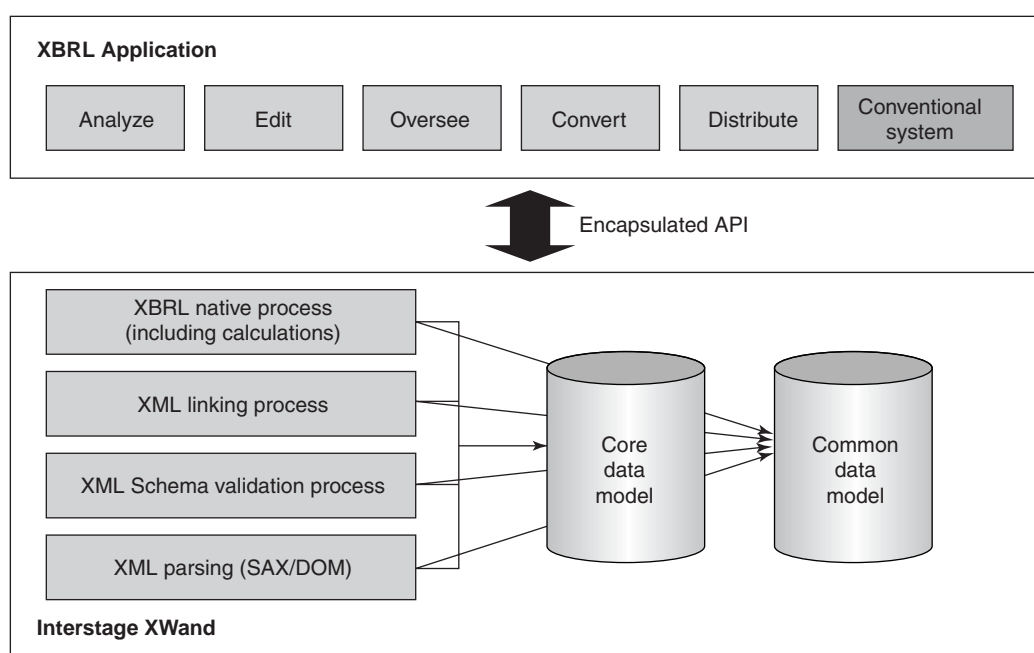 XBRL Application
Analyze
Edit
Oversee
Convert
Distribute
Conventional
system
Encapsulated API
XBRL native process
(including calculations)
XML linking process
XML Schema validation process
XML parsing (SAX/DOM)
Core
data
model
Common
data
model
Interstage XWand